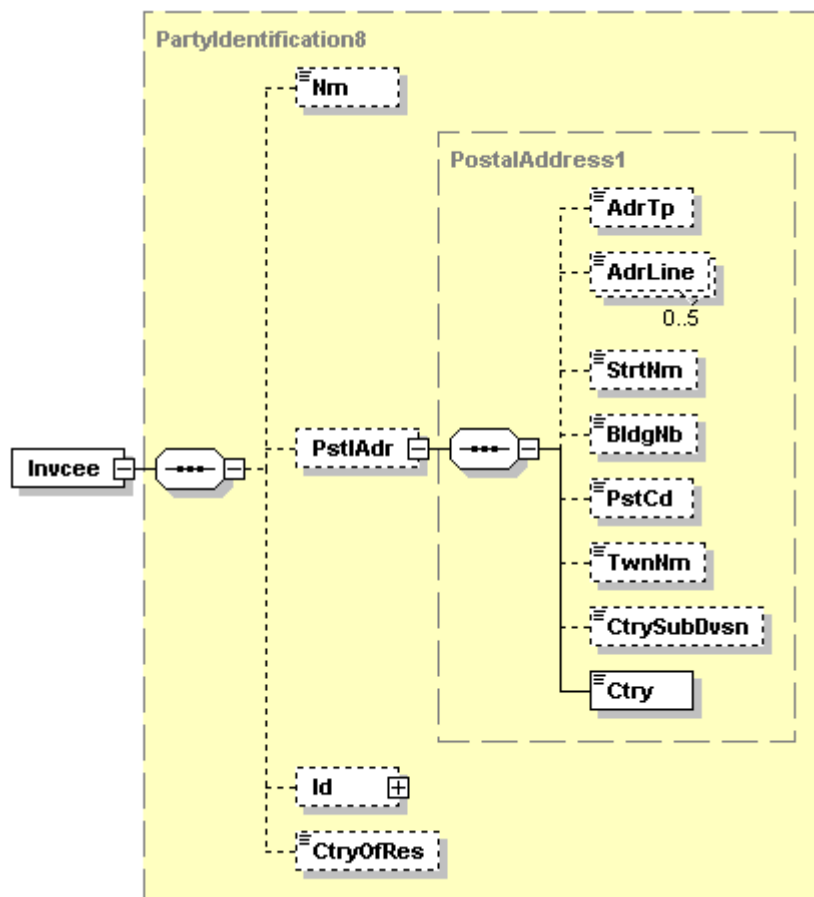 PartyIdentification8
Nm
PostalAddress1
AdrTp
AdrLine
0..5
StrtNm
BldgNb
Invcee
PstlAdr
PstCd
TwnNm
CtrySubDvsn
Ctry
Id
CtryOfRes